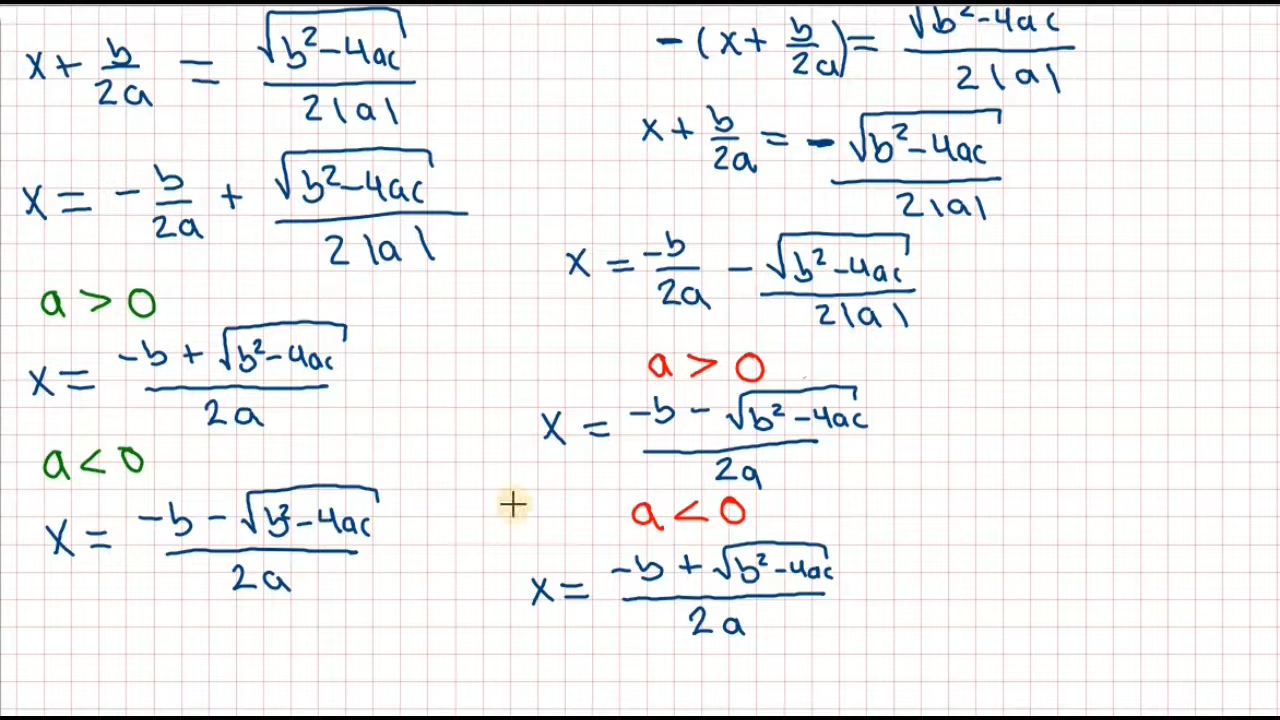 x + b/2a = √(b²-4ac) / 2|a|
x = - b/2a + √(b²-4ac) / 2|a|
a > 0
x = (-b + √(b²-4ac)) / 2a
a < 0
x = (-b - √(b²-4ac)) / 2a
-(x + b/2a) = √(b²-4ac) / 2|a|
x + b/2a = - √(b²-4ac) / 2|a|
x = -b/2a - √(b²-4ac) / 2|a|
a > 0
x = (-b - √(b²-4ac)) / 2a
a < 0
x = (-b + √(b²-4ac)) / 2a